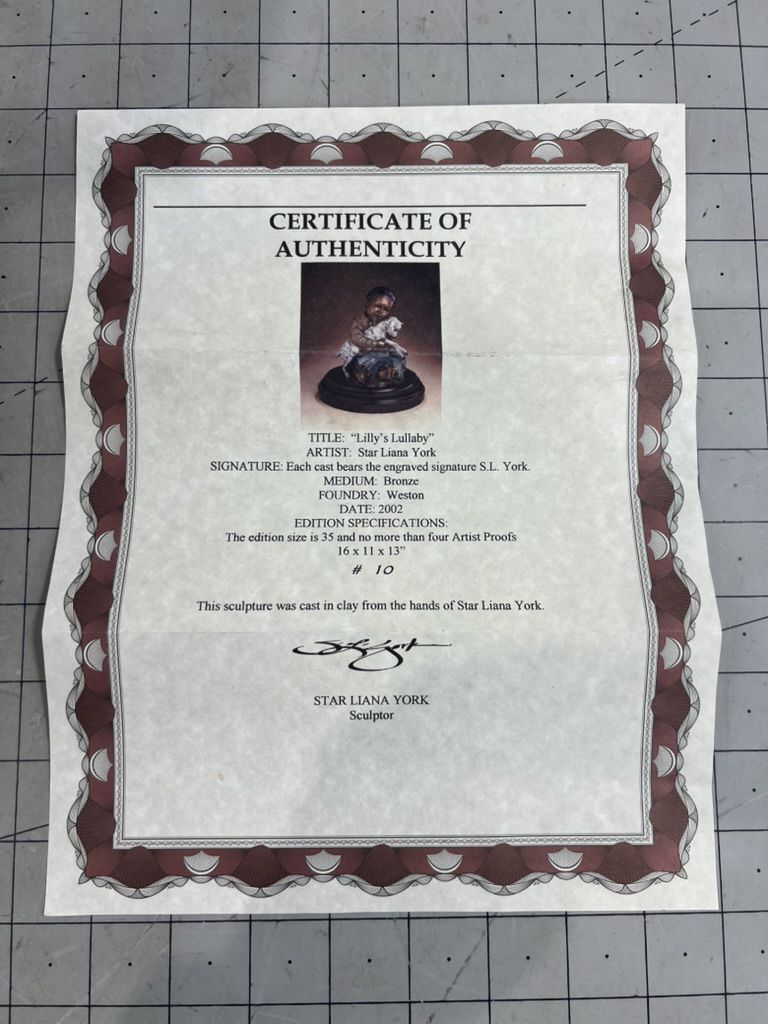 CERTIFICATE OF
AUTHENTICITY
TITLE: “Lilly’s Lullaby”
ARTIST: Star Liana York
SIGNATURE: Each cast bears the engraved signature S.L. York.
MEDIUM: Bronze
FOUNDRY: Weston
DATE: 2002
EDITION SPECIFICATIONS:
The edition size is 35 and no more than four Artist Proofs
16 x 11 x 13”
# 10
This sculpture was cast in clay from the hands of Star Liana York.
S.L. York
STAR LIANA YORK
Sculptor